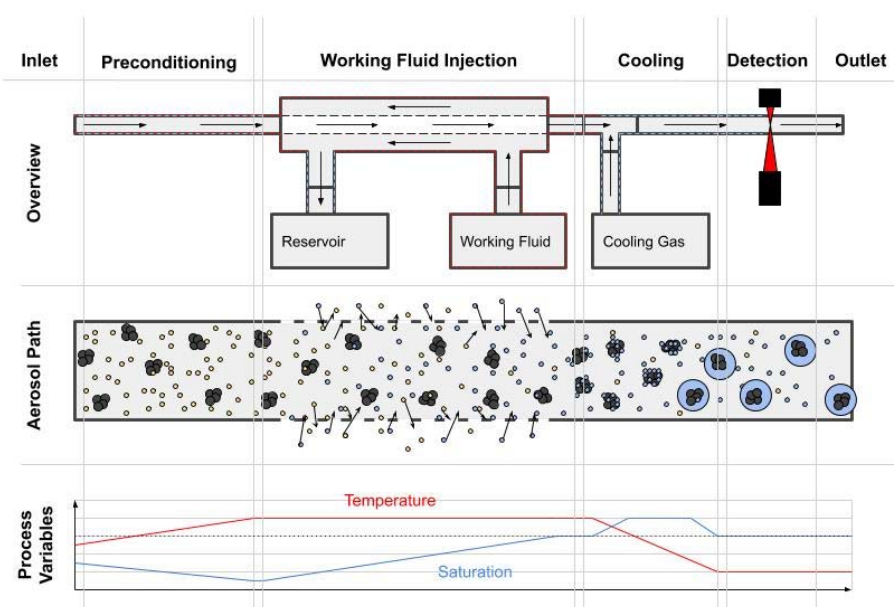 Inlet
Preconditioning
Working Fluid Injection
Cooling
Detection
Outlet
Overview
Reservoir
Working Fluid
Cooling Gas
Aerosol Path
Process
Variables
Temperature
Saturation